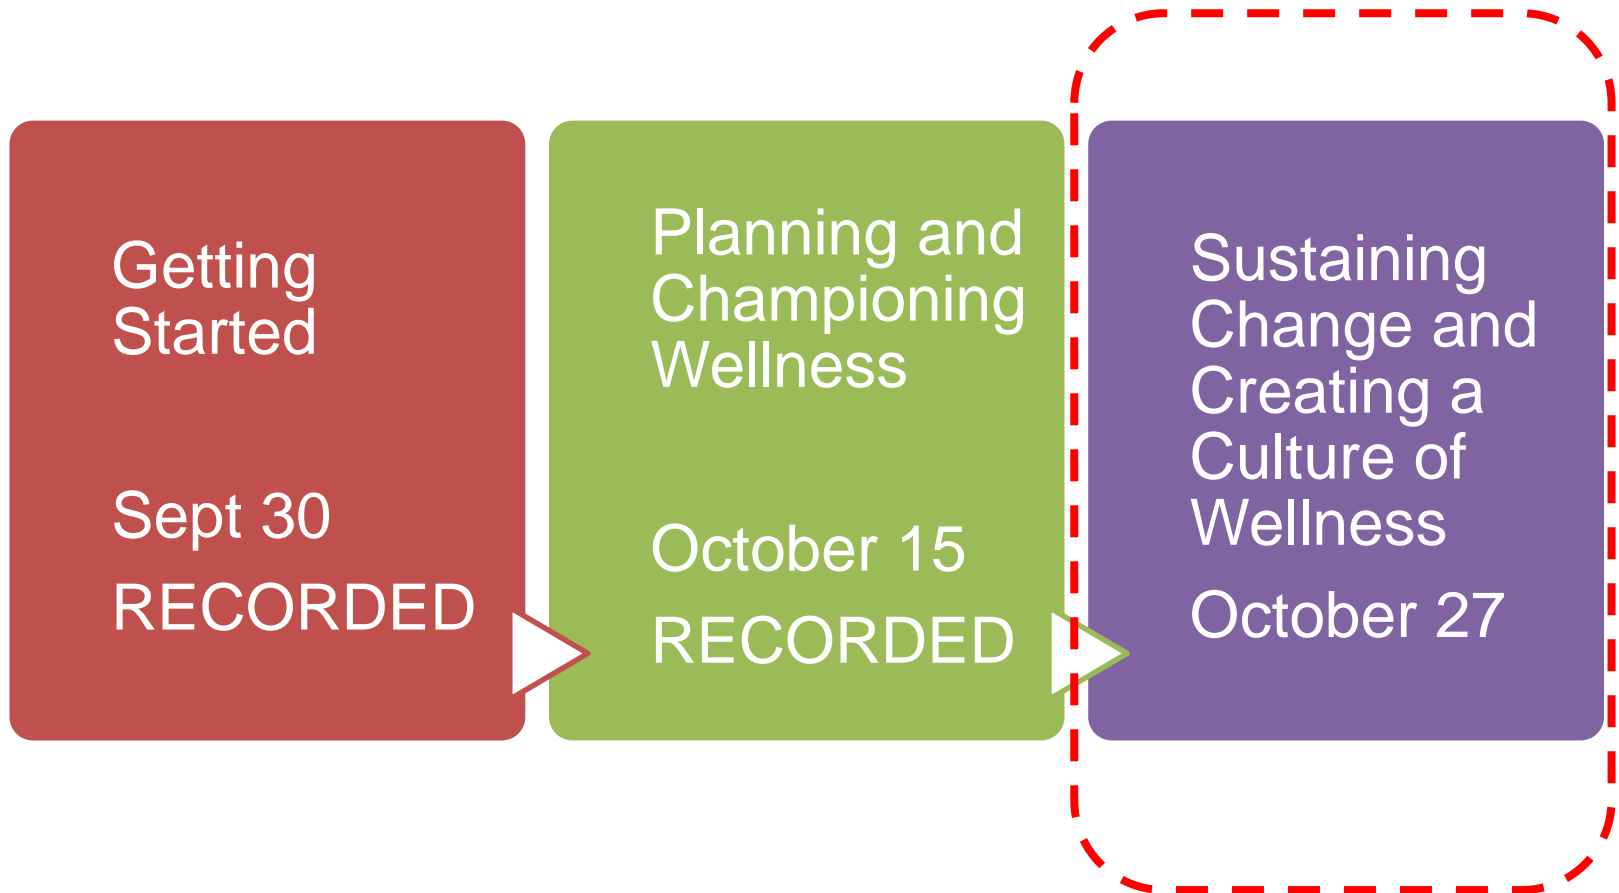 Getting
Started
Sept 30
RECORDED
Planning and
Championing
Wellness
October 15
RECORDED
Sustaining
Change and
Creating a
Culture of
Wellness
October 27